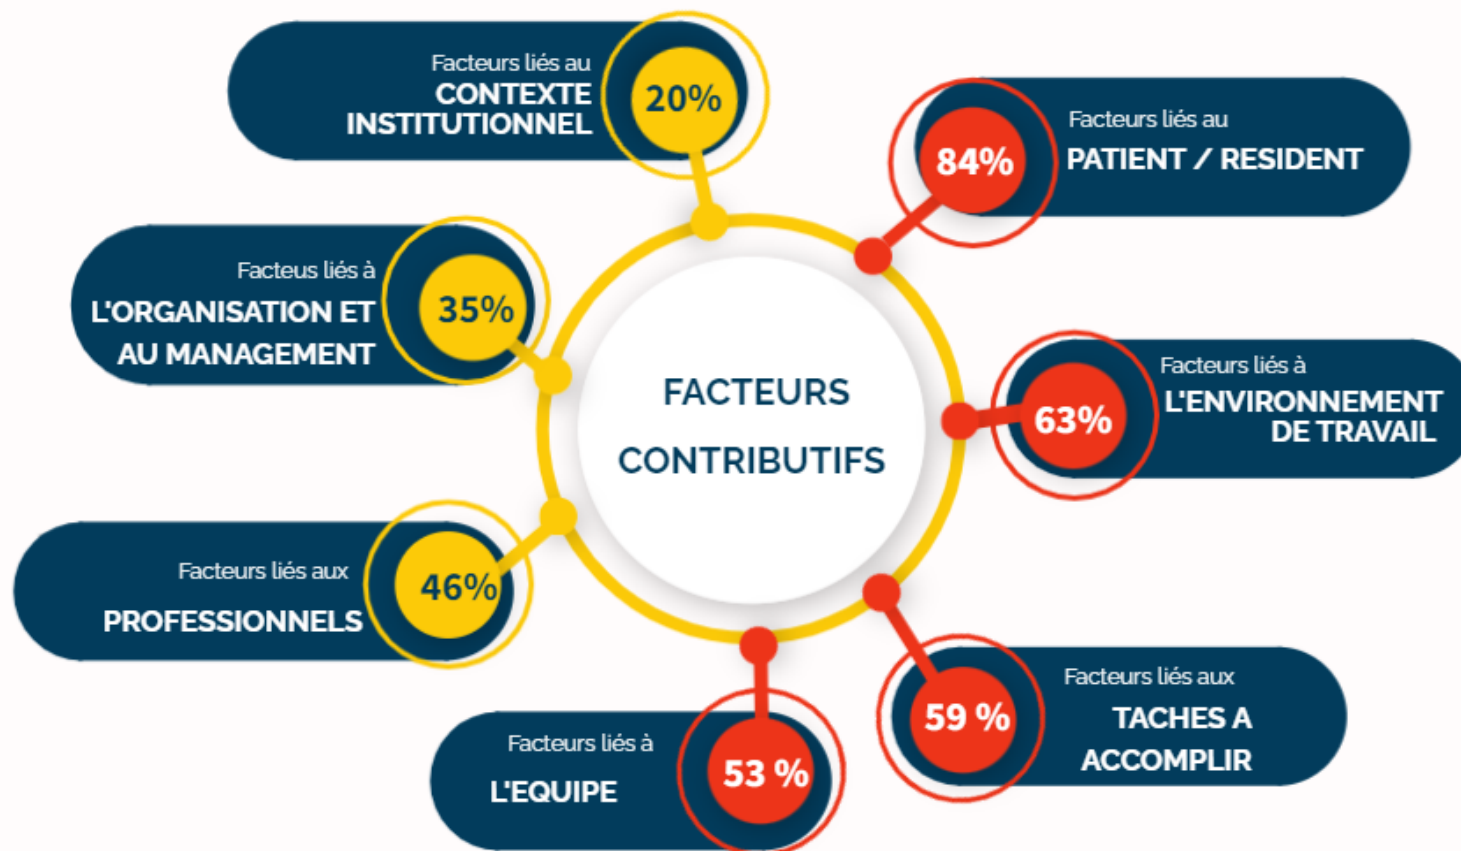 FACTEURS
CONTRIBUTIFS
Facteurs liés au
CONTEXTE
INSTITUTIONNEL
20%
Facteurs liés au
PATIENT / RESIDENT
84%
Facteurs liés à
L'ENVIRONNEMENT
DE TRAVAIL
63%
Facteurs liés aux
TACHES A
ACCOMPLIR
59 %
Facteurs liés à
L'EQUIPE
53 %
Facteurs liés aux
PROFESSIONNELS
46%
Facteus liés à
L'ORGANISATION ET
AU MANAGEMENT
35%